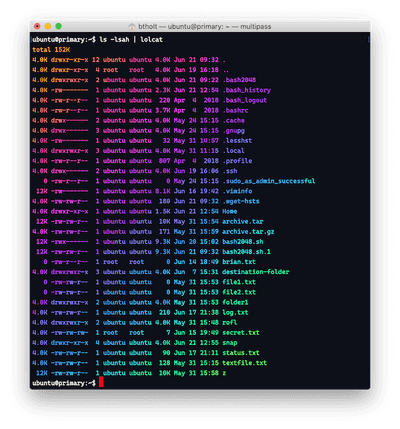 btholt — ubuntu@primary: ~ — multipass
ubuntu@primary:~$ ls -lsah | lolcat
total 152K
4.0K drwxr-xr-x 12 ubuntu ubuntu 4.0K Jun 21 09:32 .
4.0K drwxr-xr-x 4 root root 4.0K Jun 19 16:18 ..
4.0K drwxrwxr-x 2 ubuntu ubuntu 4.0K Jun 21 09:22 .bash2048
4.0K -rw------- 1 ubuntu ubuntu 2.3K Jun 21 12:54 .bash_history
4.0K -rw-r--r-- 1 ubuntu ubuntu 220 Apr 4 2018 .bash_logout
4.0K -rw-r--r-- 1 ubuntu ubuntu 3.7K Apr 4 2018 .bashrc
4.0K drwx------ 2 ubuntu ubuntu 4.0K May 24 15:15 .cache
4.0K drwx------ 3 ubuntu ubuntu 4.0K May 24 15:15 .gnupg
4.0K -rw------- 1 ubuntu ubuntu 32 May 31 14:57 .lesshst
4.0K drwxrwxr-x 3 ubuntu ubuntu 4.0K May 31 11:15 .local
4.0K -rw-r--r-- 1 ubuntu ubuntu 807 Apr 4 2018 .profile
4.0K drwx------ 2 ubuntu ubuntu 4.0K Jun 19 16:06 .ssh
0 -rw-r--r-- 1 ubuntu ubuntu 0 May 24 15:15 .sudo_as_admin_successful
12K -rw------- 1 ubuntu ubuntu 8.1K Jun 16 19:42 .viminfo
4.0K -rw-rw-r-- 1 ubuntu ubuntu 180 Jun 21 09:32 .wget-hsts
4.0K drwxr-xr-x 1 ubuntu ubuntu 1.5K Jun 21 12:54 Home
12K -rw-rw-r-- 1 ubuntu ubuntu 10K May 31 15:54 archive.tar
4.0K -rw-rw-r-- 1 ubuntu ubuntu 171 May 31 15:59 archive.tar.gz
12K -rwx------ 1 ubuntu ubuntu 9.3K Jun 20 15:02 bash2048.sh
12K -rw-rw-r-- 1 ubuntu ubuntu 9.3K Jun 21 09:32 bash2048.sh.1
0 -rw-r--r-- 1 root root 0 Jun 14 18:49 brian.txt
4.0K drwxrwxr-x 3 ubuntu ubuntu 4.0K Jun 7 15:31 destination-folder
0 -rw-rw-r-- 1 ubuntu ubuntu 0 May 31 15:53 file1.txt
0 -rw-rw-r-- 1 ubuntu ubuntu 0 May 31 15:53 file2.txt
4.0K drwxrwxr-x 2 ubuntu ubuntu 4.0K May 31 15:53 folder1
4.0K -rw-rw-r-- 1 ubuntu ubuntu 218 Jun 17 21:38 log.txt
4.0K drwxrwxr-x 2 ubuntu ubuntu 4.0K May 31 15:48 rofl
4.0K -rw-rw-rw- 1 root root 7 Jun 15 19:49 secret.txt
4.0K drwxr-xr-x 4 ubuntu ubuntu 4.0K Jun 21 12:55 snap
4.0K -rw-rw-r-- 1 ubuntu ubuntu 90 Jun 17 21:11 status.txt
4.0K -rw-rw-r-- 1 ubuntu ubuntu 128 May 31 15:15 textfile.txt
12K -rw-rw-r-- 1 ubuntu ubuntu 10K May 31 15:58 z
ubuntu@primary:~$